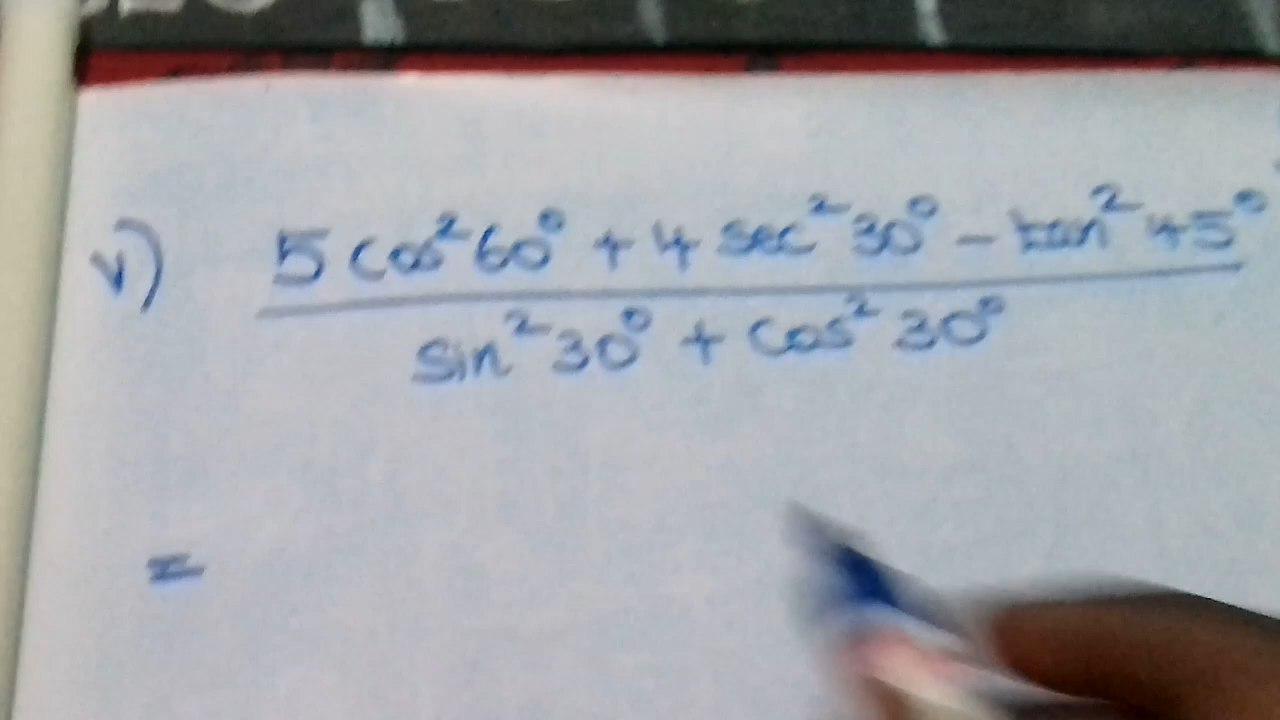 v) 5 cos²60° + 4 sec²30° - tan²45°
sin²30° + cos²30°
=